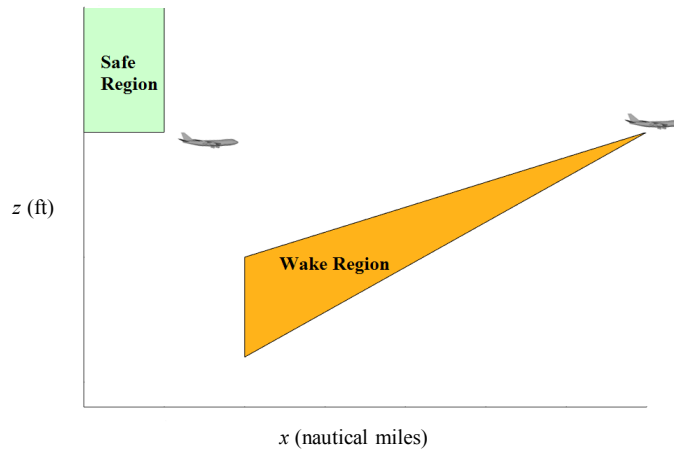 Safe
Region
z (ft)
Wake Region
x (nautical miles)